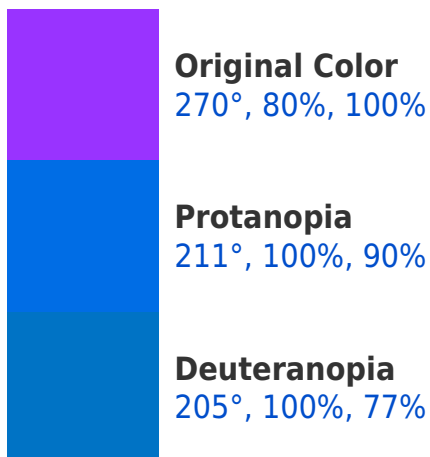 Original Color
270°, 80%, 100%
Protanopia
211°, 100%, 90%
Deuteranopia
205°, 100%, 77%